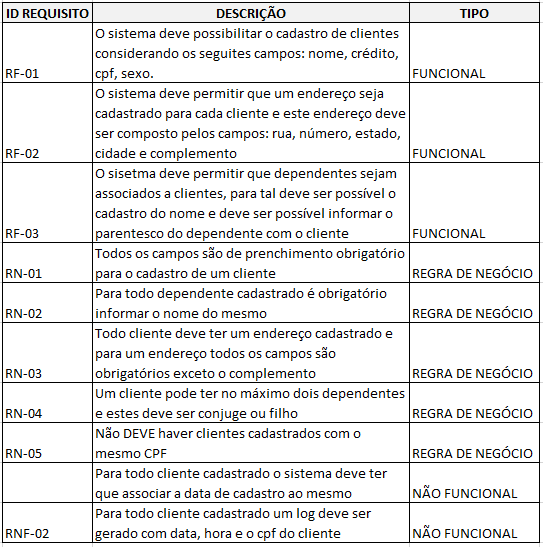 ID REQUISITO DESCRIÇÃO TIPO
O sistema deve possibilitar o cadastro de clientes
considerando os seguites campos: nome, crédito,
RF-01 cpf, sexo. FUNCIONAL
O sistema deve permitir que um endereço seja
cadastrado para cada cliente e este endereço deve
ser composto pelos campos: rua, número, estado,
RF-02 cidade e complemento FUNCIONAL
O sisetma deve permitir que dependentes sejam
associados a clientes, para tal deve ser possível o
cadastro do nome e deve ser possível informar o
RF-03 parentesco do dependente com o cliente FUNCIONAL
Todos os campos são de prenchimento obrigatório
RN-01 para o cadastro de um cliente REGRA DE NEGÓCIO
Para todo dependente cadastrado é obrigatório
RN-02 informar o nome do mesmo REGRA DE NEGÓCIO
Todo cliente deve ter um endereço cadastrado e
para um endereço todos os campos são
RN-03 obrigatórios exceto o complemento REGRA DE NEGÓCIO
Um cliente pode ter no máximo dois dependentes
RN-04 e estes deve ser conjuge ou filho REGRA DE NEGÓCIO
Não DEVE haver clientes cadastrados com o
RN-05 mesmo CPF REGRA DE NEGÓCIO
Para todo cliente cadastrado o sistema deve ter
que associar a data de cadastro ao mesmo NÃO FUNCIONAL
Para todo cliente cadastrado um log deve ser
RNF-02 gerado com data, hora e o cpf do cliente NÃO FUNCIONAL